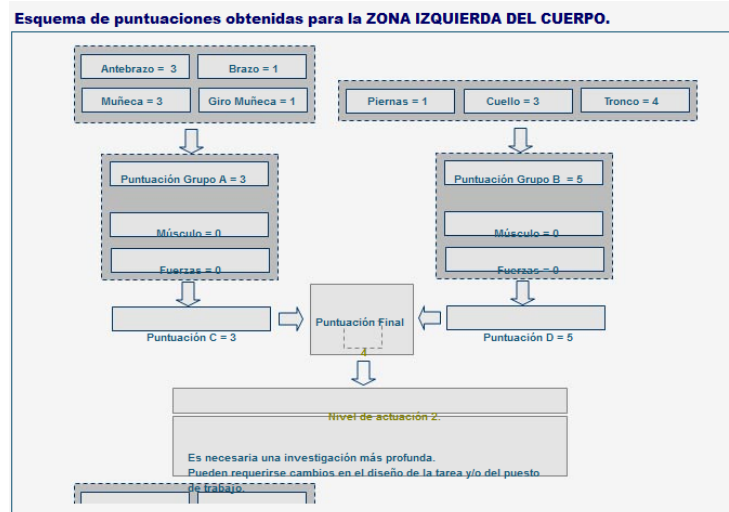 Esquema de puntuaciones obtenidas para la ZONA IZQUIERDA DEL CUERPO.
Antebrazo = 3
Brazo = 1
Muñeca = 3
Giro Muñeca = 1
Piernas = 1
Cuello = 3
Tronco = 4
Puntuación Grupo A = 3
Músculo = 0
Fuerzas = 0
Puntuación Grupo B = 5
Músculo = 0
Fuerzas = 0
Puntuación C = 3
Puntuación Final
4
Puntuación D = 5
Nivel de actuación 2.
Es necesaria una investigación más profunda.
Pueden requerirse cambios en el diseño de la tarea y/o del puesto
de trabajo.